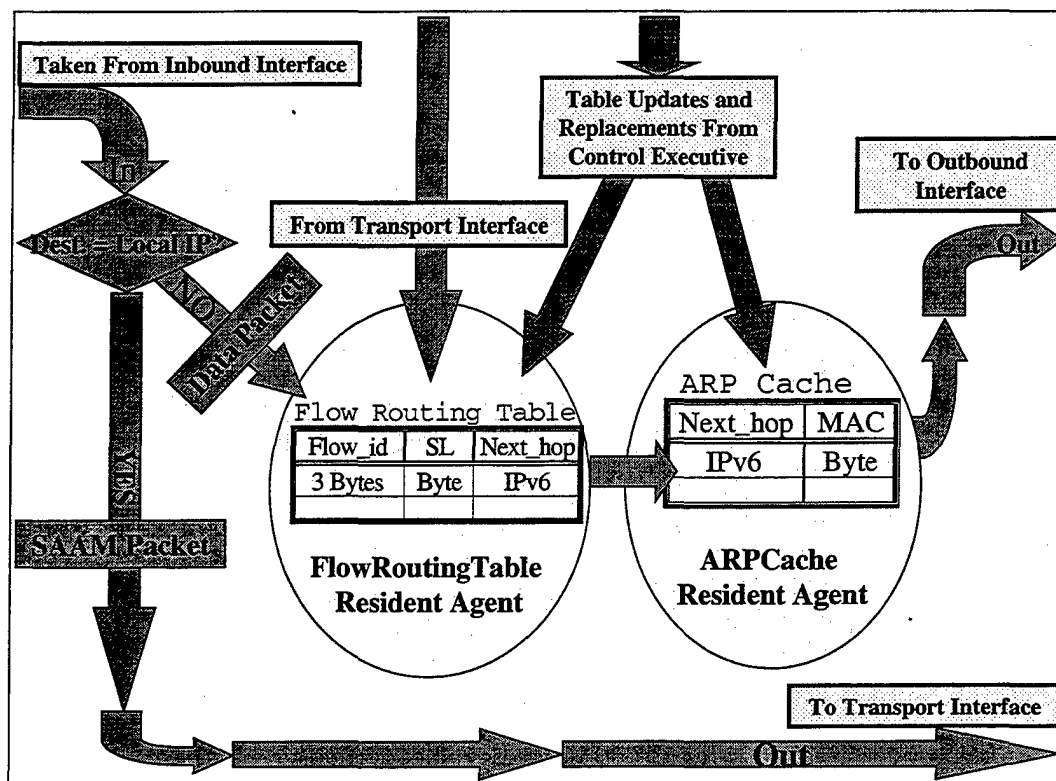 Taken From Inbound Interface
Table Updates and
Replacements From
Control Executive
To Outbound
Interface
In
Out
Dest. = Local IP?
From Transport Interface
NO
Data Packet
YES
SAAM Packet
Flow Routing Table
Flow_id SL Next_hop
3 Bytes Byte IPv6
FlowRoutingTable
Resident Agent
ARP Cache
Next_hop MAC
IPv6 Byte
ARPCache
Resident Agent
To Transport Interface
Out